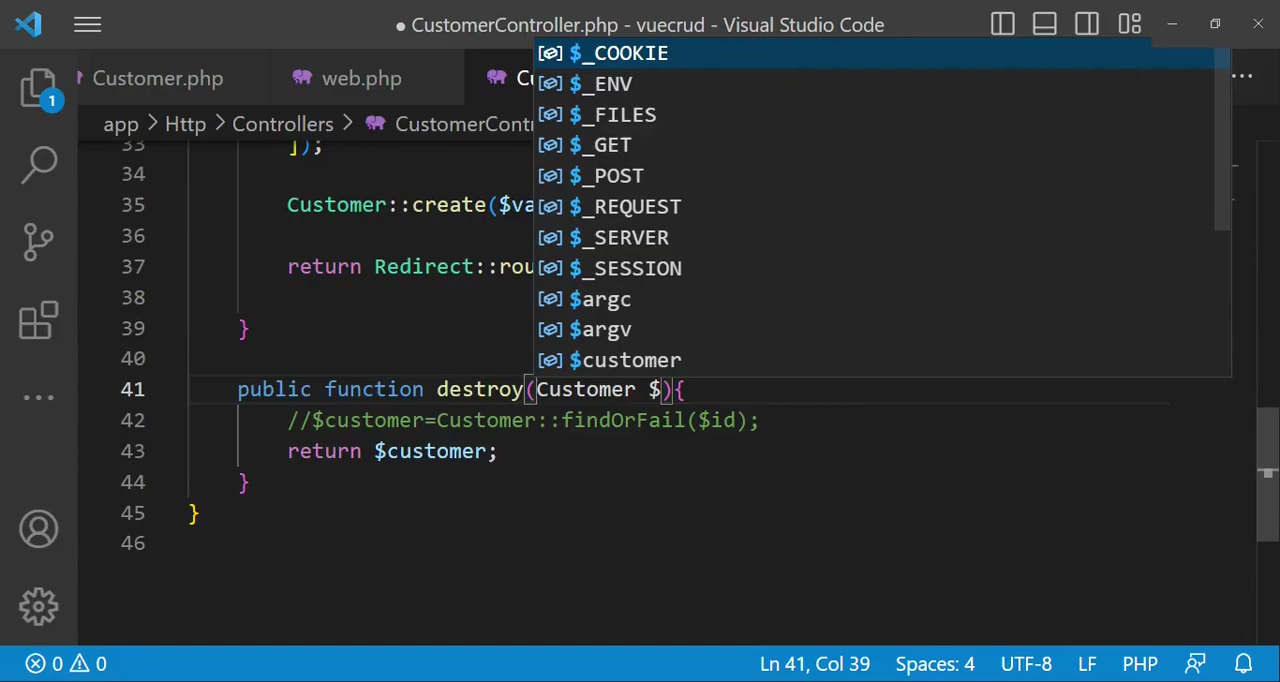 ● CustomerController.php - vuecrud - Visual Studio Code
1
Customer.php
web.php
app > Http > Controllers >
$_COOKIE
$_ENV
$_FILES
$_GET
$_POST
$_REQUEST
$_SERVER
$_SESSION
$argc
$argv
$customer
33 ]);
34
35 Customer::create($va
36
37 return Redirect::rou
38
39 }
40
41 public function destroy(Customer $){
42 //$customer=Customer::findOrFail($id);
43 return $customer;
44 }
45 }
46
0 0 Ln 41, Col 39 Spaces: 4 UTF-8 LF PHP